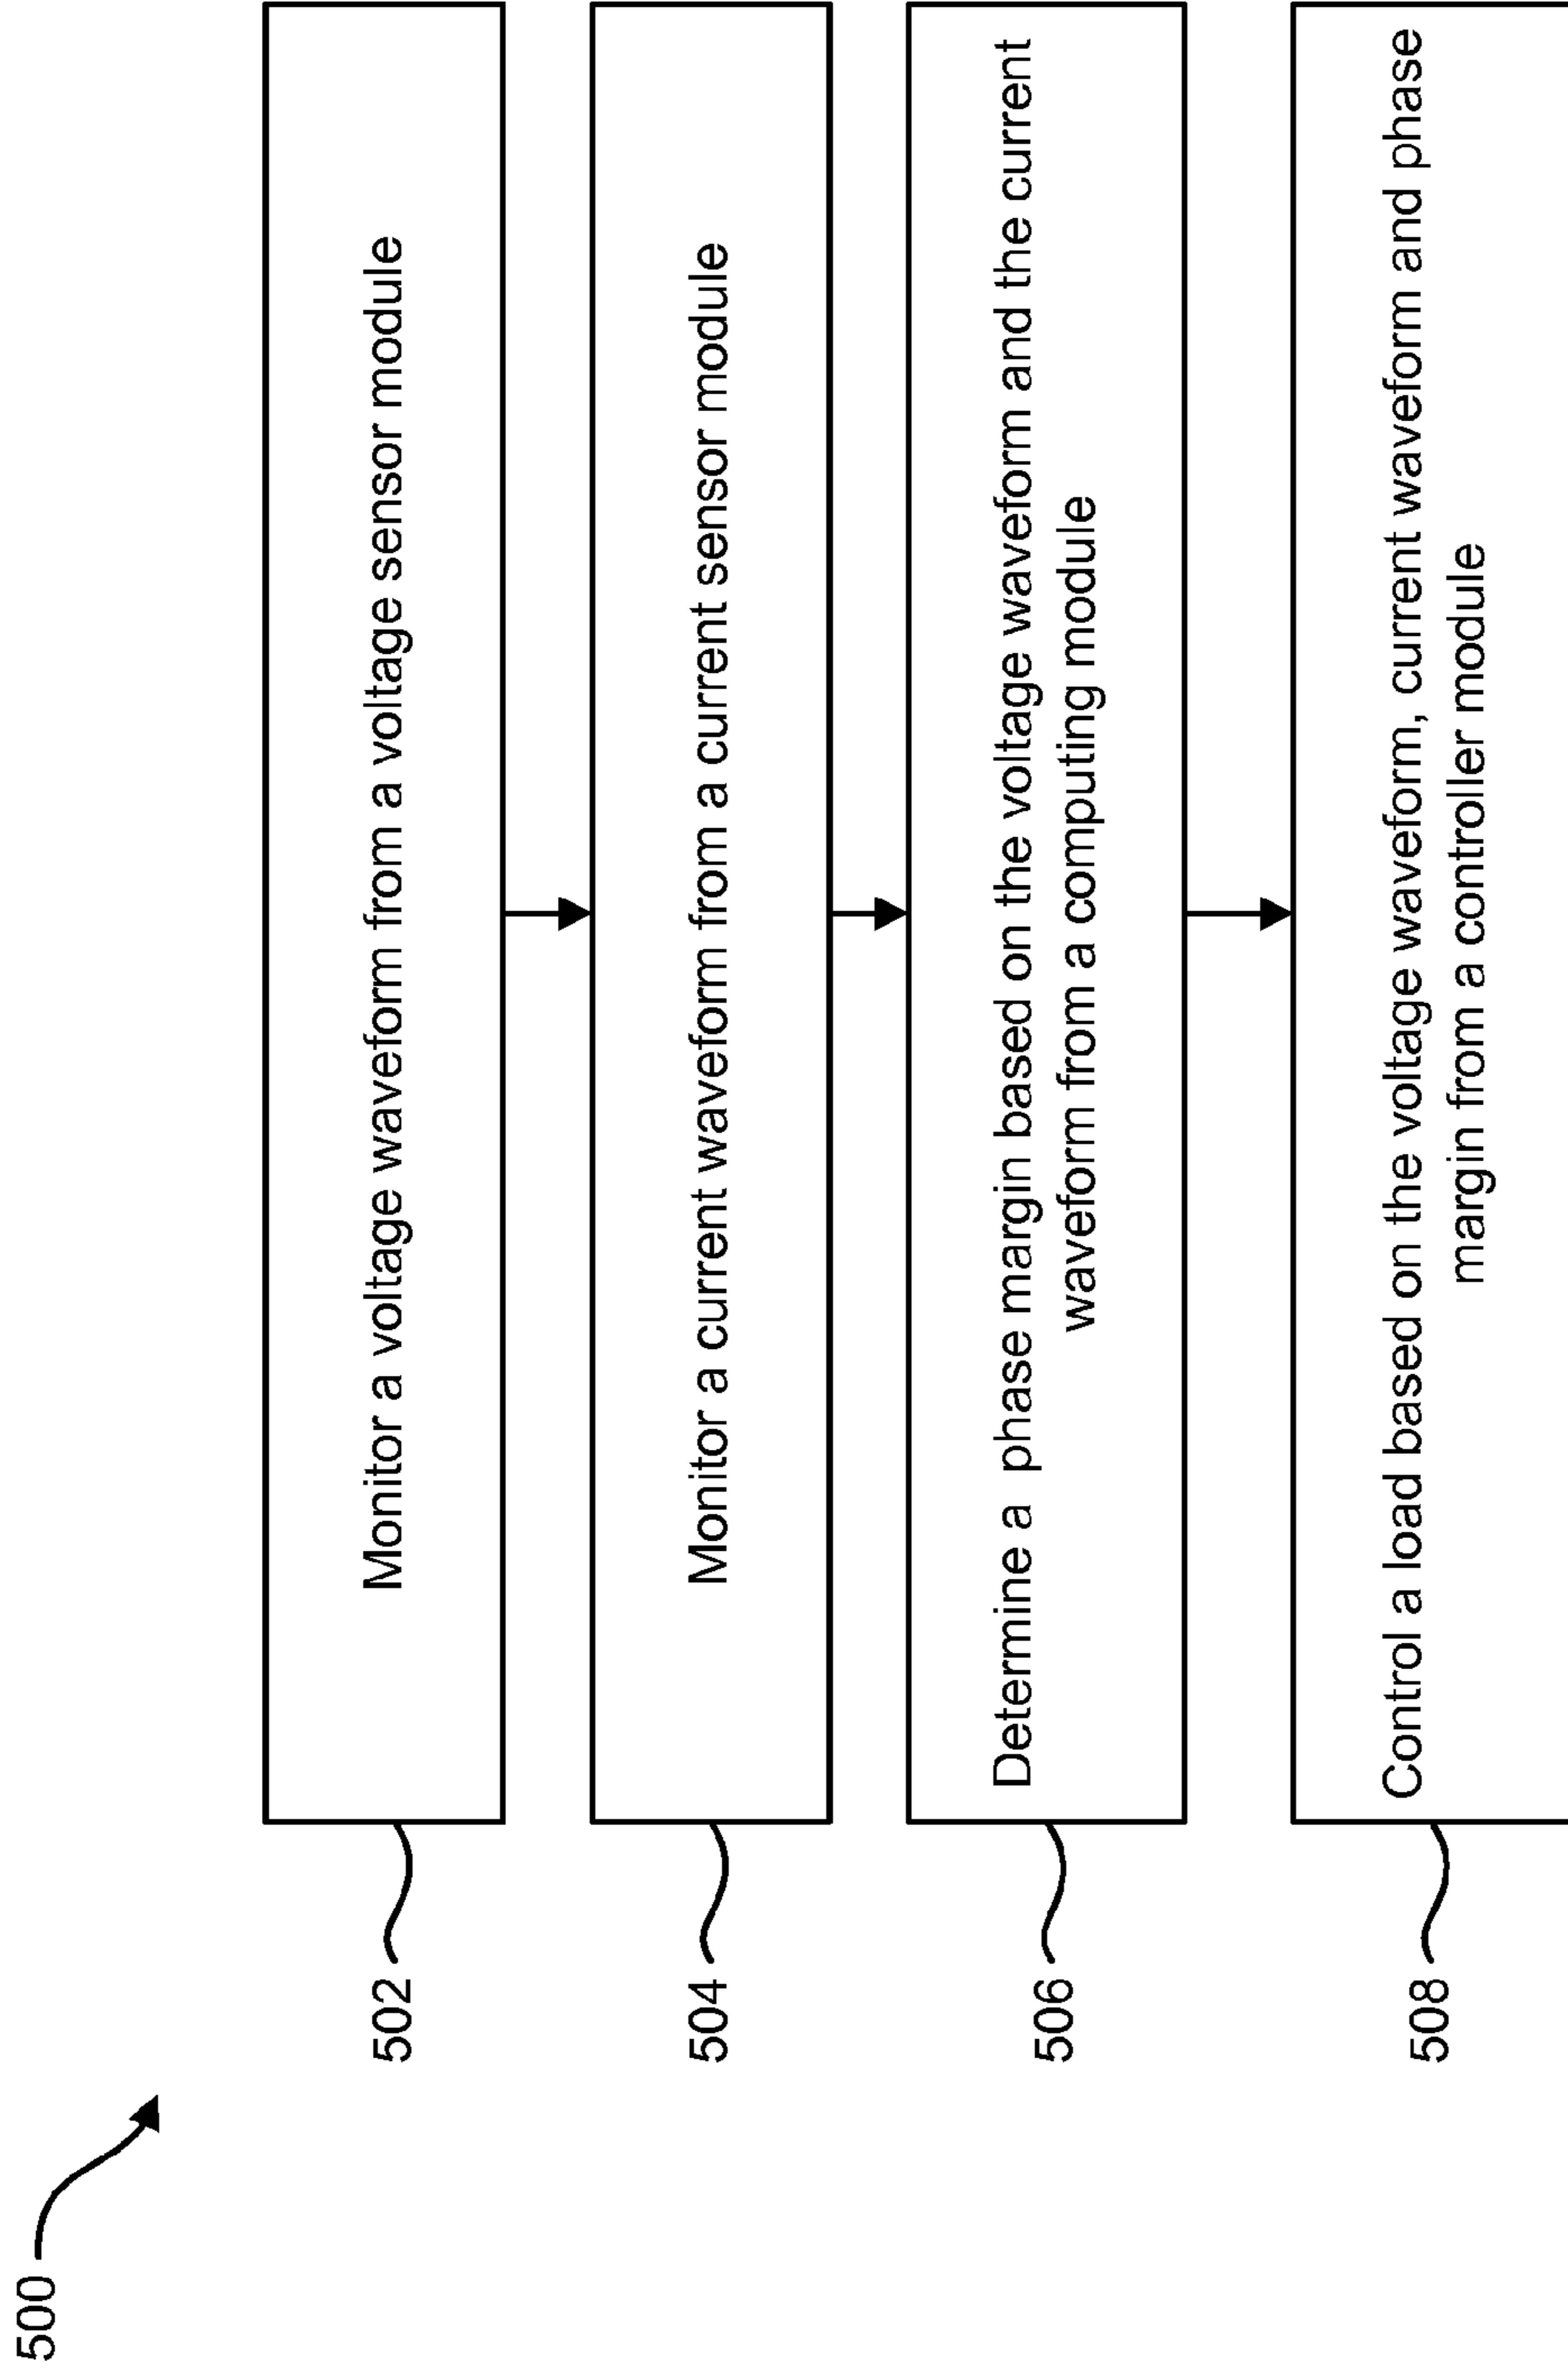 500
502
Monitor a voltage waveform from a voltage sensor module
504
Monitor a current waveform from a current sensor module
506
Determine a phase margin based on the voltage waveform and the current
waveform from a computing module
508
Control a load based on the voltage waveform, current waveform and phase
margin from a controller module